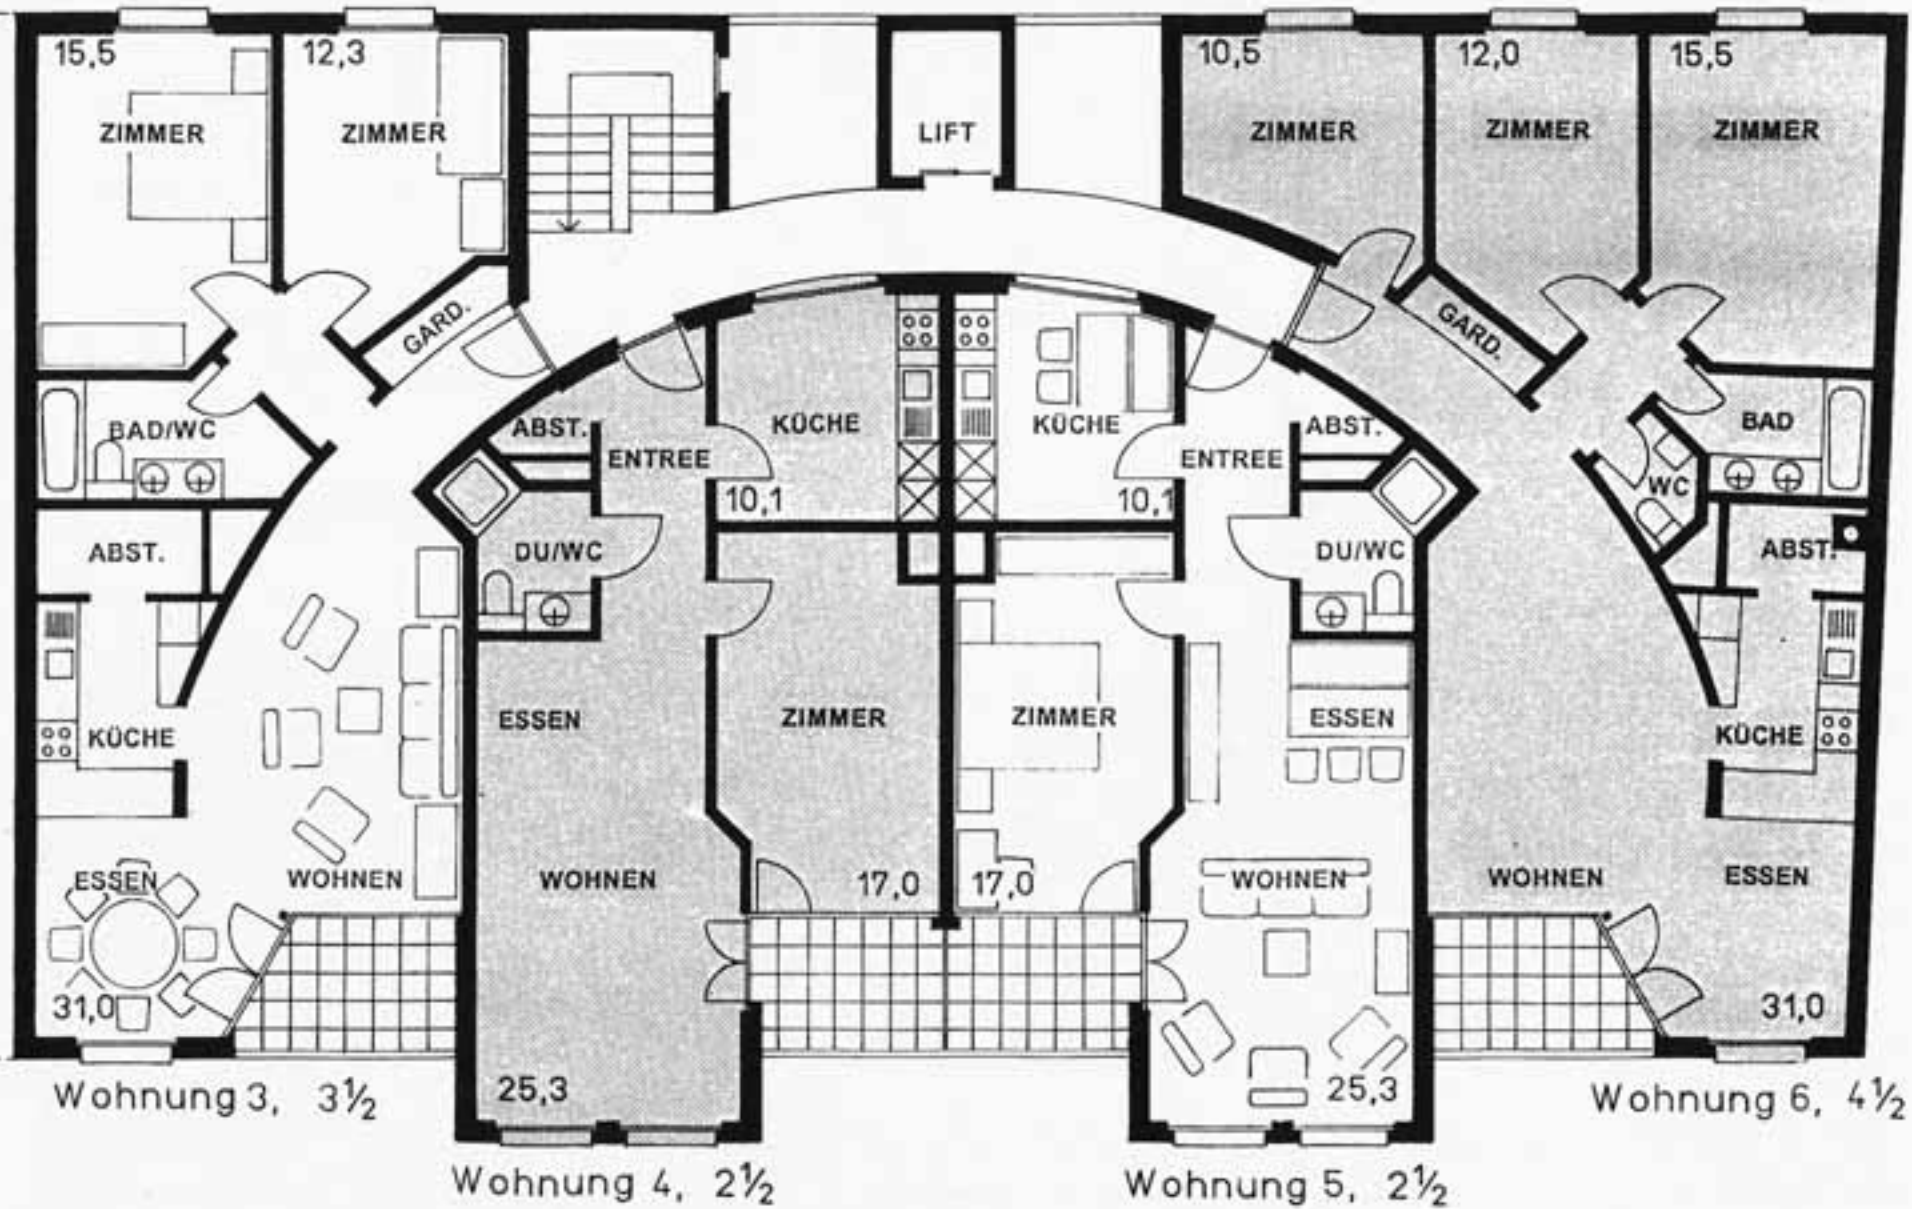 15,5
12,3
10,5
12,0
15,5
ZIMMER
ZIMMER
LIFT
ZIMMER
ZIMMER
ZIMMER
GARD.
GARD.
BAD/WC
ABST.
KÜCHE
KÜCHE
ABST.
BAD
ENTREE
ENTREE
WC
10,1
10,1
ABST.
DU/WC
DU/WC
ABST.
KÜCHE
ESSEN
ZIMMER
ZIMMER
ESSEN
KÜCHE
ESSEN
WOHNEN
WOHNEN
17,0
17,0
WOHNEN
WOHNEN
ESSEN
31,0
31,0
25,3
25,3
Wohnung 3, 3½
Wohnung 6, 4½
Wohnung 4, 2½
Wohnung 5, 2½